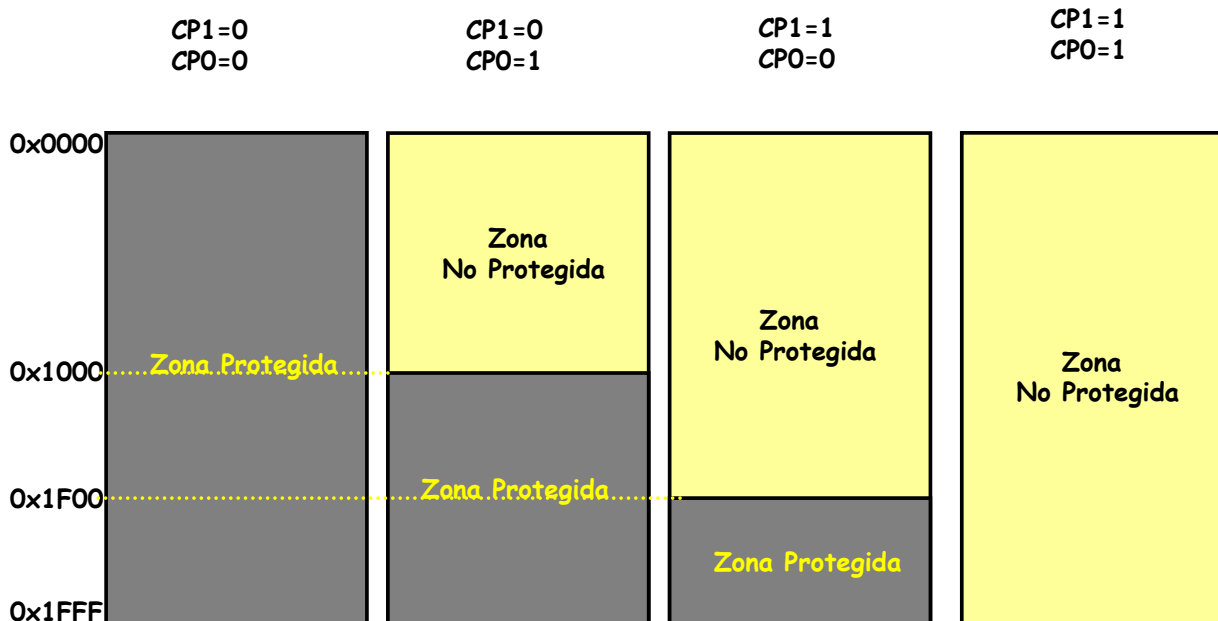 CP1=0
CP0=0
CP1=0
CP0=1
CP1=1
CP0=0
CP1=1
CP0=1
0x0000
0x1000
0x1F00
0x1FFF
Zona Protegida
Zona
No Protegida
Zona Protegida
Zona
No Protegida
Zona Protegida
Zona
No Protegida